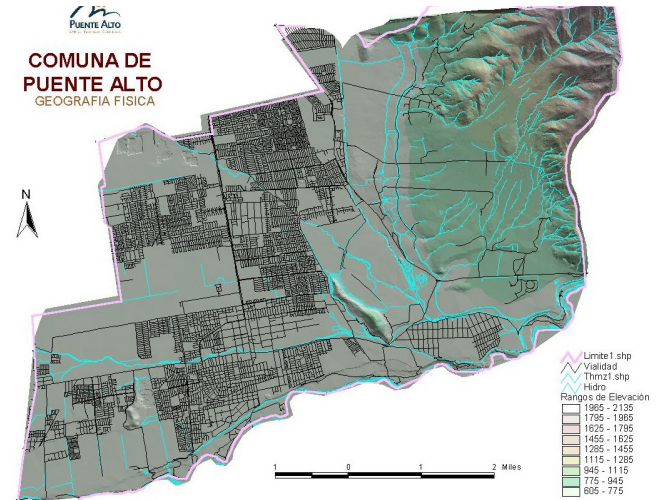 PUENTE ALTO
COMUNA DE
PUENTE ALTO
GEOGRAFIA FISICA
N
Limite1.shp
Vialidad
Thrnz1.shp
Hidro
Rangos de Elevación
1965 - 2135
1795 - 1965
1625 - 1795
1455 - 1625
1285 - 1455
1115 - 1285
945 - 1115
775 - 945
605 - 775
1 0 1 2 Miles